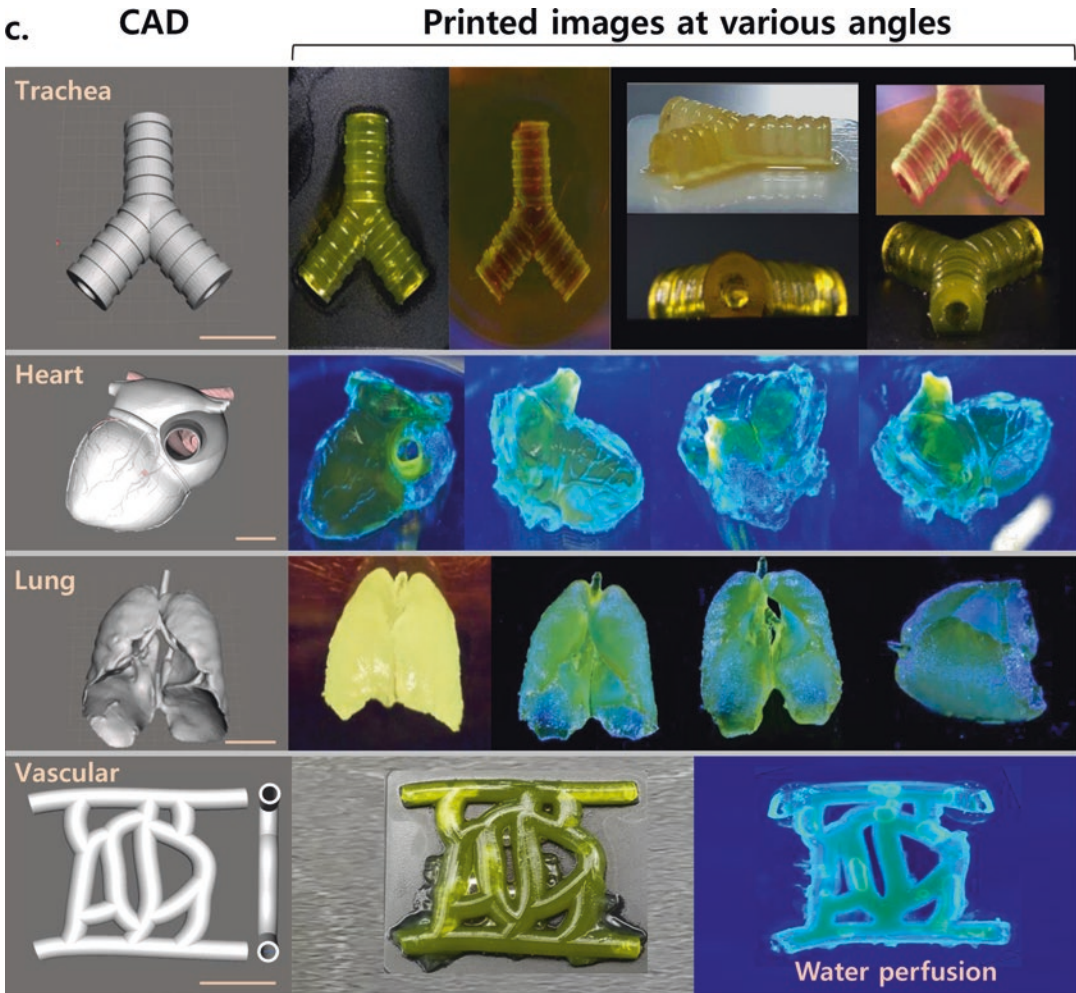 c.
CAD
Printed images at various angles
Trachea
Heart
Lung
Vascular
Water perfusion